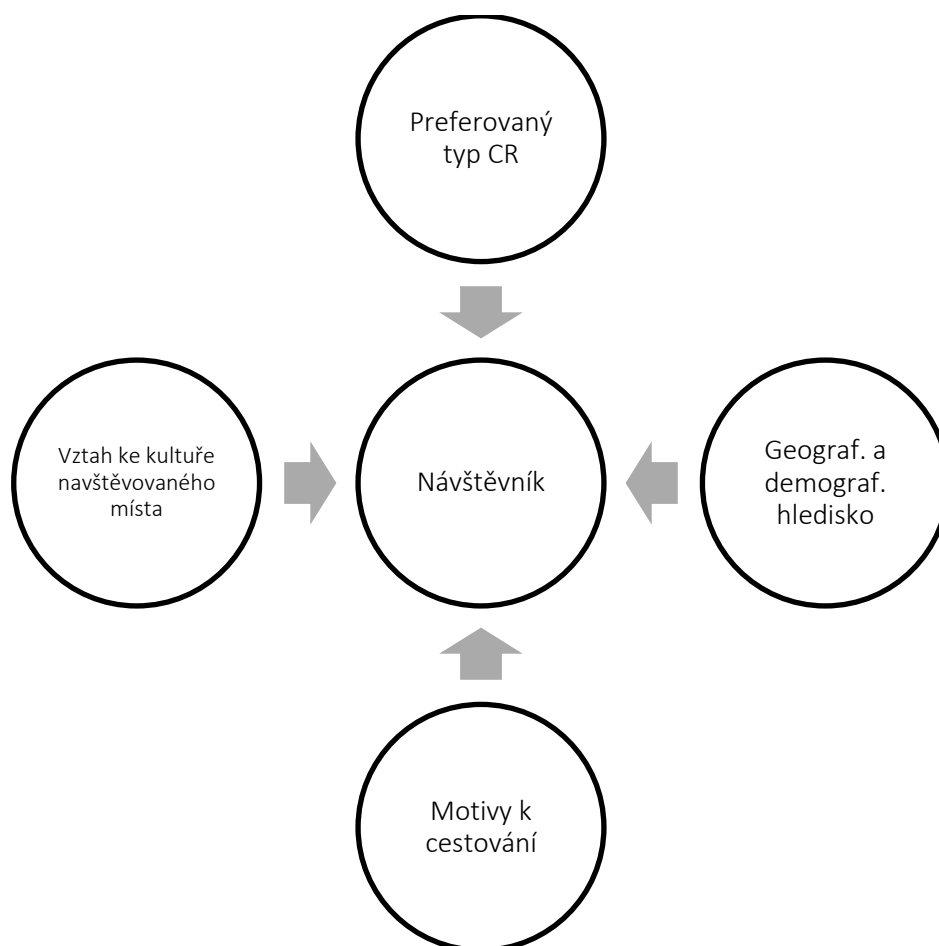 Preferovaný
typ CR
Vztah ke kultuře
navštěvovaného
místa
Návštěvník
Geograf. a
demograf.
hledisko
Motivy k
cestování